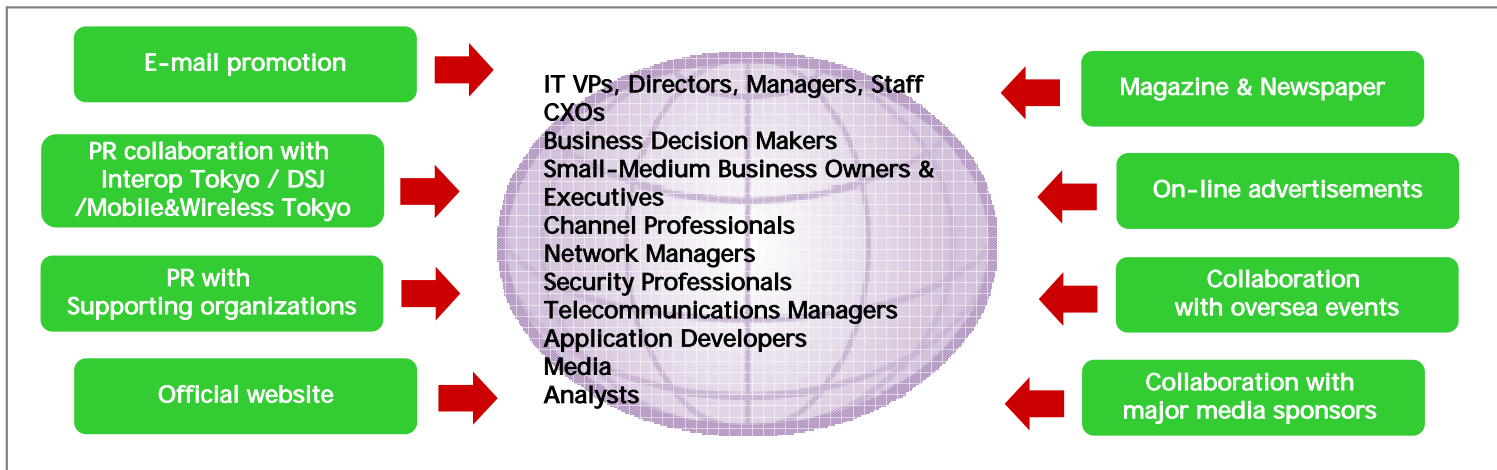 E-mail promotion
PR collaboration with
Interop Tokyo / DSJ
/Mobile&Wireless Tokyo
PR with
Supporting organizations
Official website
IT VPs, Directors, Managers, Staff
CXOs
Business Decision Makers
Small-Medium Business Owners &
Executives
Channel Professionals
Network Managers
Security Professionals
Telecommunications Managers
Application Developers
Media
Analysts
Magazine & Newspaper
On-line advertisements
Collaboration
with oversea events
Collaboration with
major media sponsors